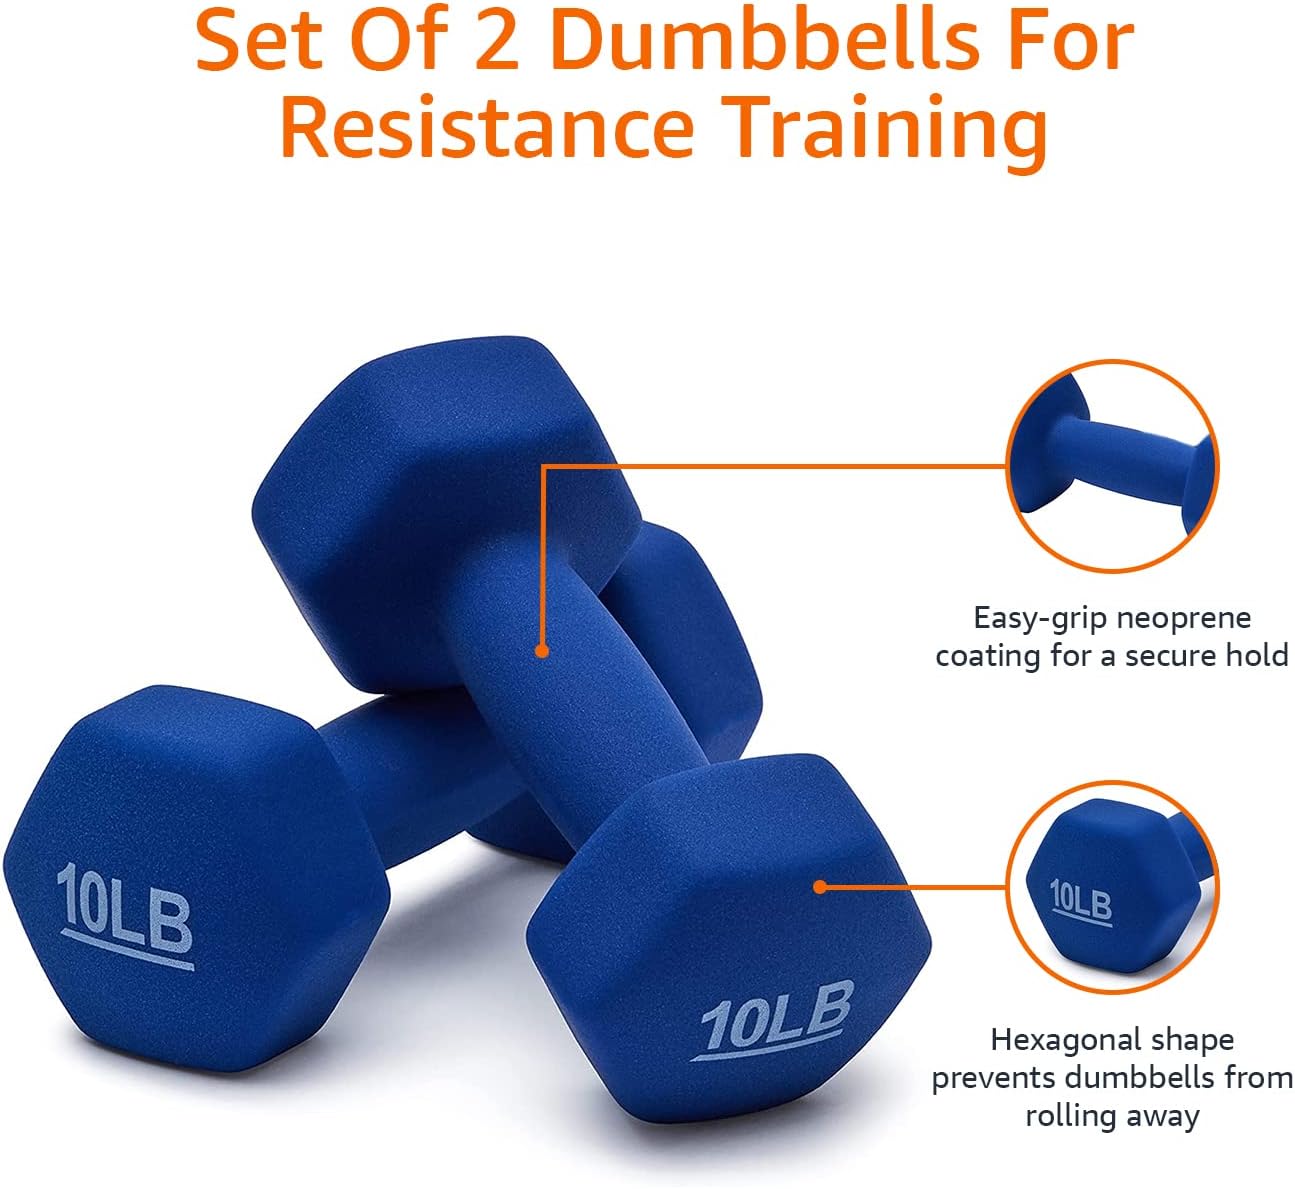 Set Of 2 Dumbbells For
Resistance Training
Easy-grip neoprene
coating for a secure hold
10LB
10LB
10LB
Hexagonal shape
prevents dumbbells from
rolling away